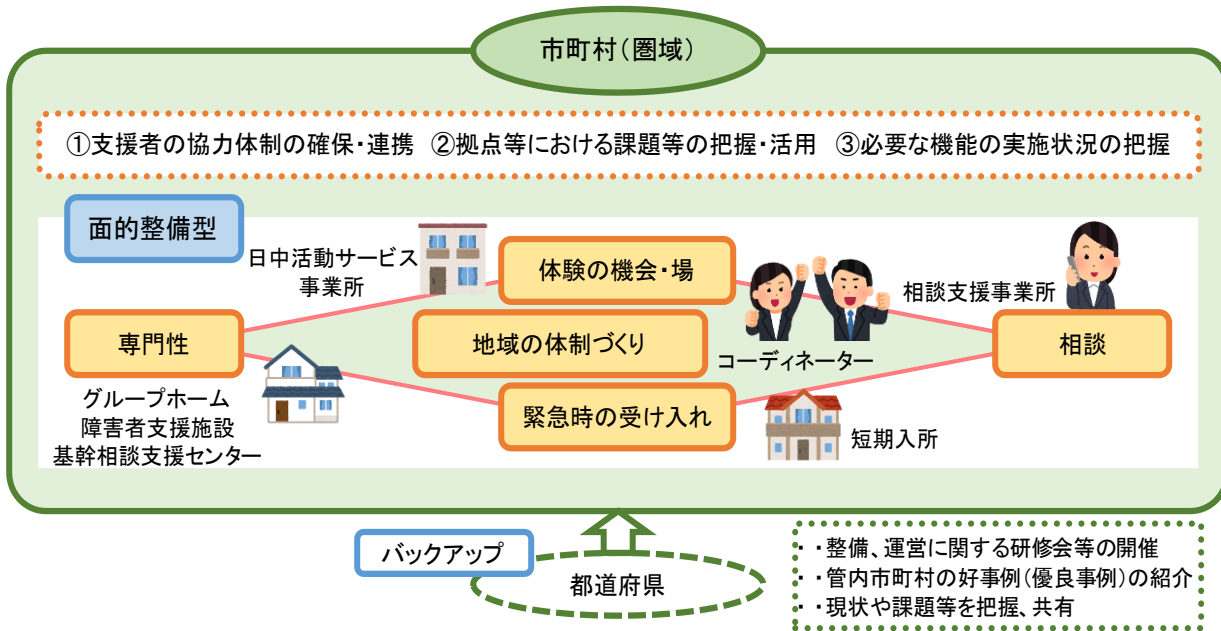 市町村(圏域)
①支援者の協力体制の確保・連携 ②拠点等における課題等の把握・活用 ③必要な機能の実施状況の把握
面的整備型
日中活動サービス
事業所
体験の機会・場
相談支援事業所
専門性
地域の体制づくり
コーディネーター
相談
グループホーム
障害者支援施設
基幹相談支援センター
緊急時の受け入れ
短期入所
バックアップ
都道府県
・・整備、運営に関する研修会等の開催
・・管内市町村の好事例(優良事例)の紹介
・・現状や課題等を把握、共有